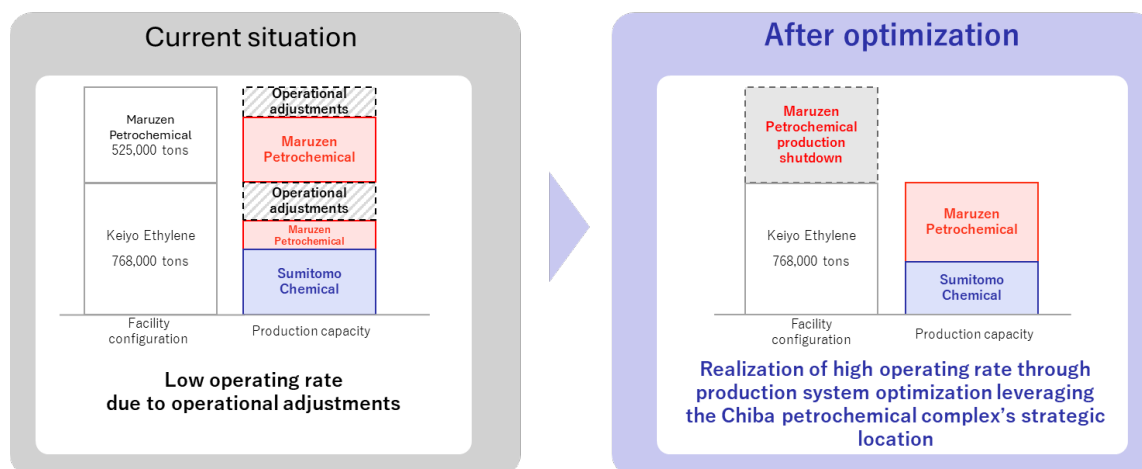 Current situation
Maruzen
Petrochemical
525,000 tons
Keiyo Ethylene
768,000 tons
Operational
adjustments
Maruzen
Petrochemical
Operational
adjustments
Maruzen
Petrochemical
Sumitomo
Chemical
Facility
configuration
Production capacity
Low operating rate
due to operational adjustments
After optimization
Maruzen
Petrochemical
production
shutdown
Keiyo Ethylene
768,000 tons
Maruzen
Petrochemical
Sumitomo
Chemical
Facility
configuration
Production capacity
Realization of high operating rate through
production system optimization leveraging
the Chiba petrochemical complex's strategic
location